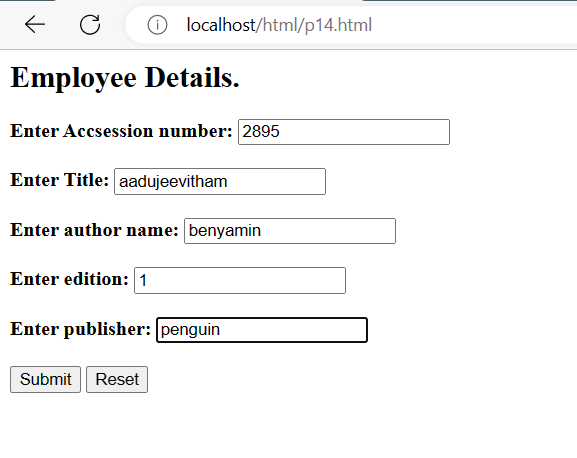 localhost/html/p14.html
Employee Details.
Enter Accsession number: 2895
Enter Title: aadujeevitham
Enter author name: benyamin
Enter edition: 1
Enter publisher: penguin
Submit Reset